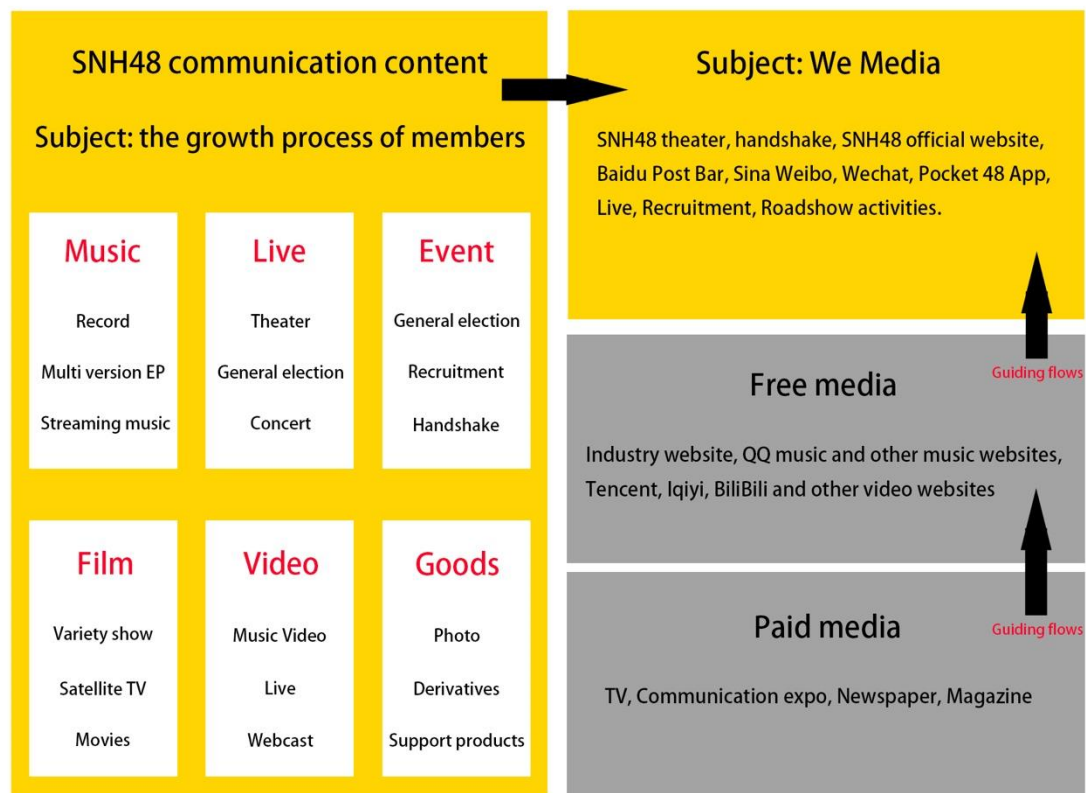 SNH48 communication content
Subject: the growth process of members
Music
Record
Multi version EP
Streaming music
Live
Theater
General election
Concert
Event
General election
Recruitment
Handshake
Film
Variety show
Satellite TV
Movies
Video
Music Video
Live
Webcast
Goods
Photo
Derivatives
Support products
Subject: We Media
SNH48 theater, handshake, SNH48 official website,
Baidu Post Bar, Sina Weibo, Wechat, Pocket 48 App,
Live, Recruitment, Roadshow activities.
Guiding flows
Free media
Industry website, QQ music and other music websites,
Tencent, Iqiyi, BiliBili and other video websites
Guiding flows
Paid media
TV, Communication expo, Newspaper, Magazine